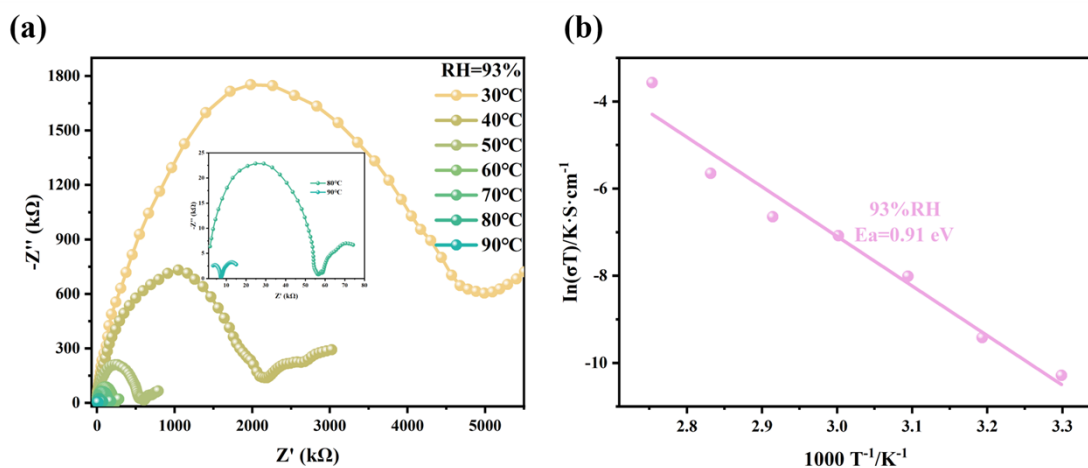 (a)
1800
1500
1200
900
600
300
0
-Z'' (kΩ)
RH=93%
30℃
40℃
50℃
60℃
70℃
80℃
90℃
25
20
15
10
5
0
-Z'' (kΩ)
80℃
90℃
0 10 20 30 40 50 60 70 80
Z' (kΩ)
0 1000 2000 3000 4000 5000
Z' (kΩ)
(b)
-4
-6
-8
-10
In(σT)/K·S·cm⁻¹
93%RH
Ea=0.91 eV
2.8 2.9 3.0 3.1 3.2 3.3
1000 T⁻¹/K⁻¹